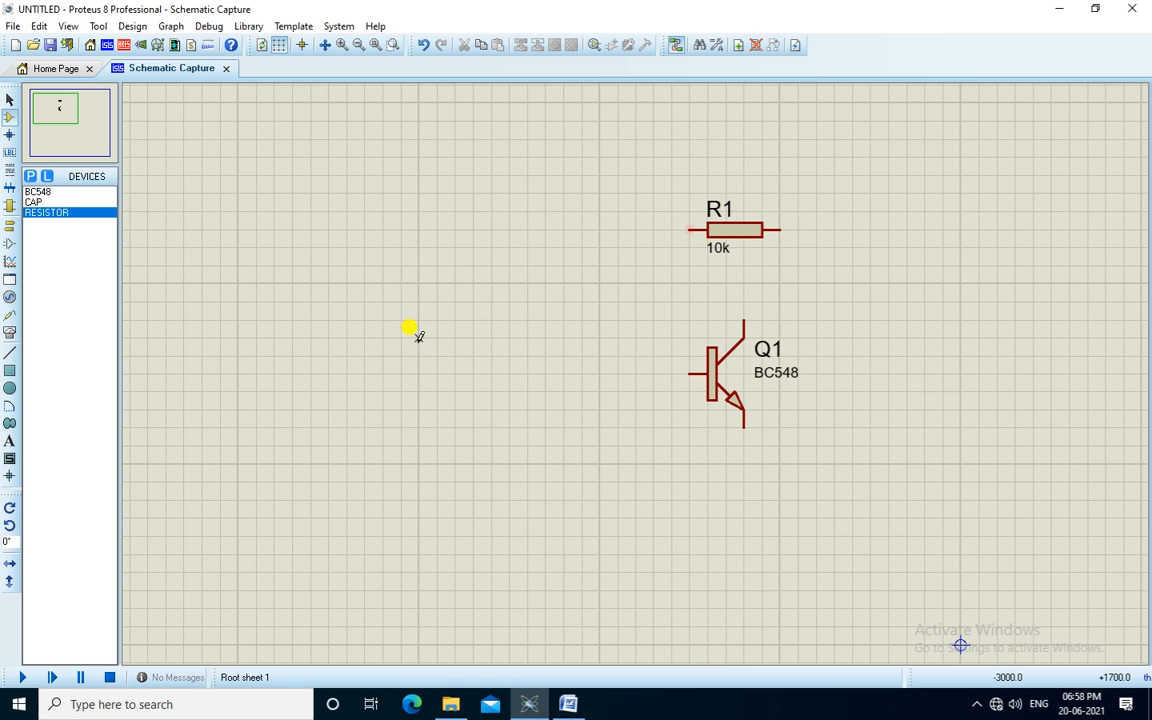 UNTITLED - Proteus 8 Professional - Schematic Capture
File Edit View Tool Design Graph Debug Library Template System Help
Home Page Schematic Capture
P L DEVICES
BC548
CAP
RESISTOR
LBL
A
S
0°
R1
10k
Q1
BC548
Activate Windows
Go to Settings to activate Windows.
No Messages Root sheet 1 -3000.0 +1700.0 th
Type here to search
ENG
06:58 PM
20-06-2021